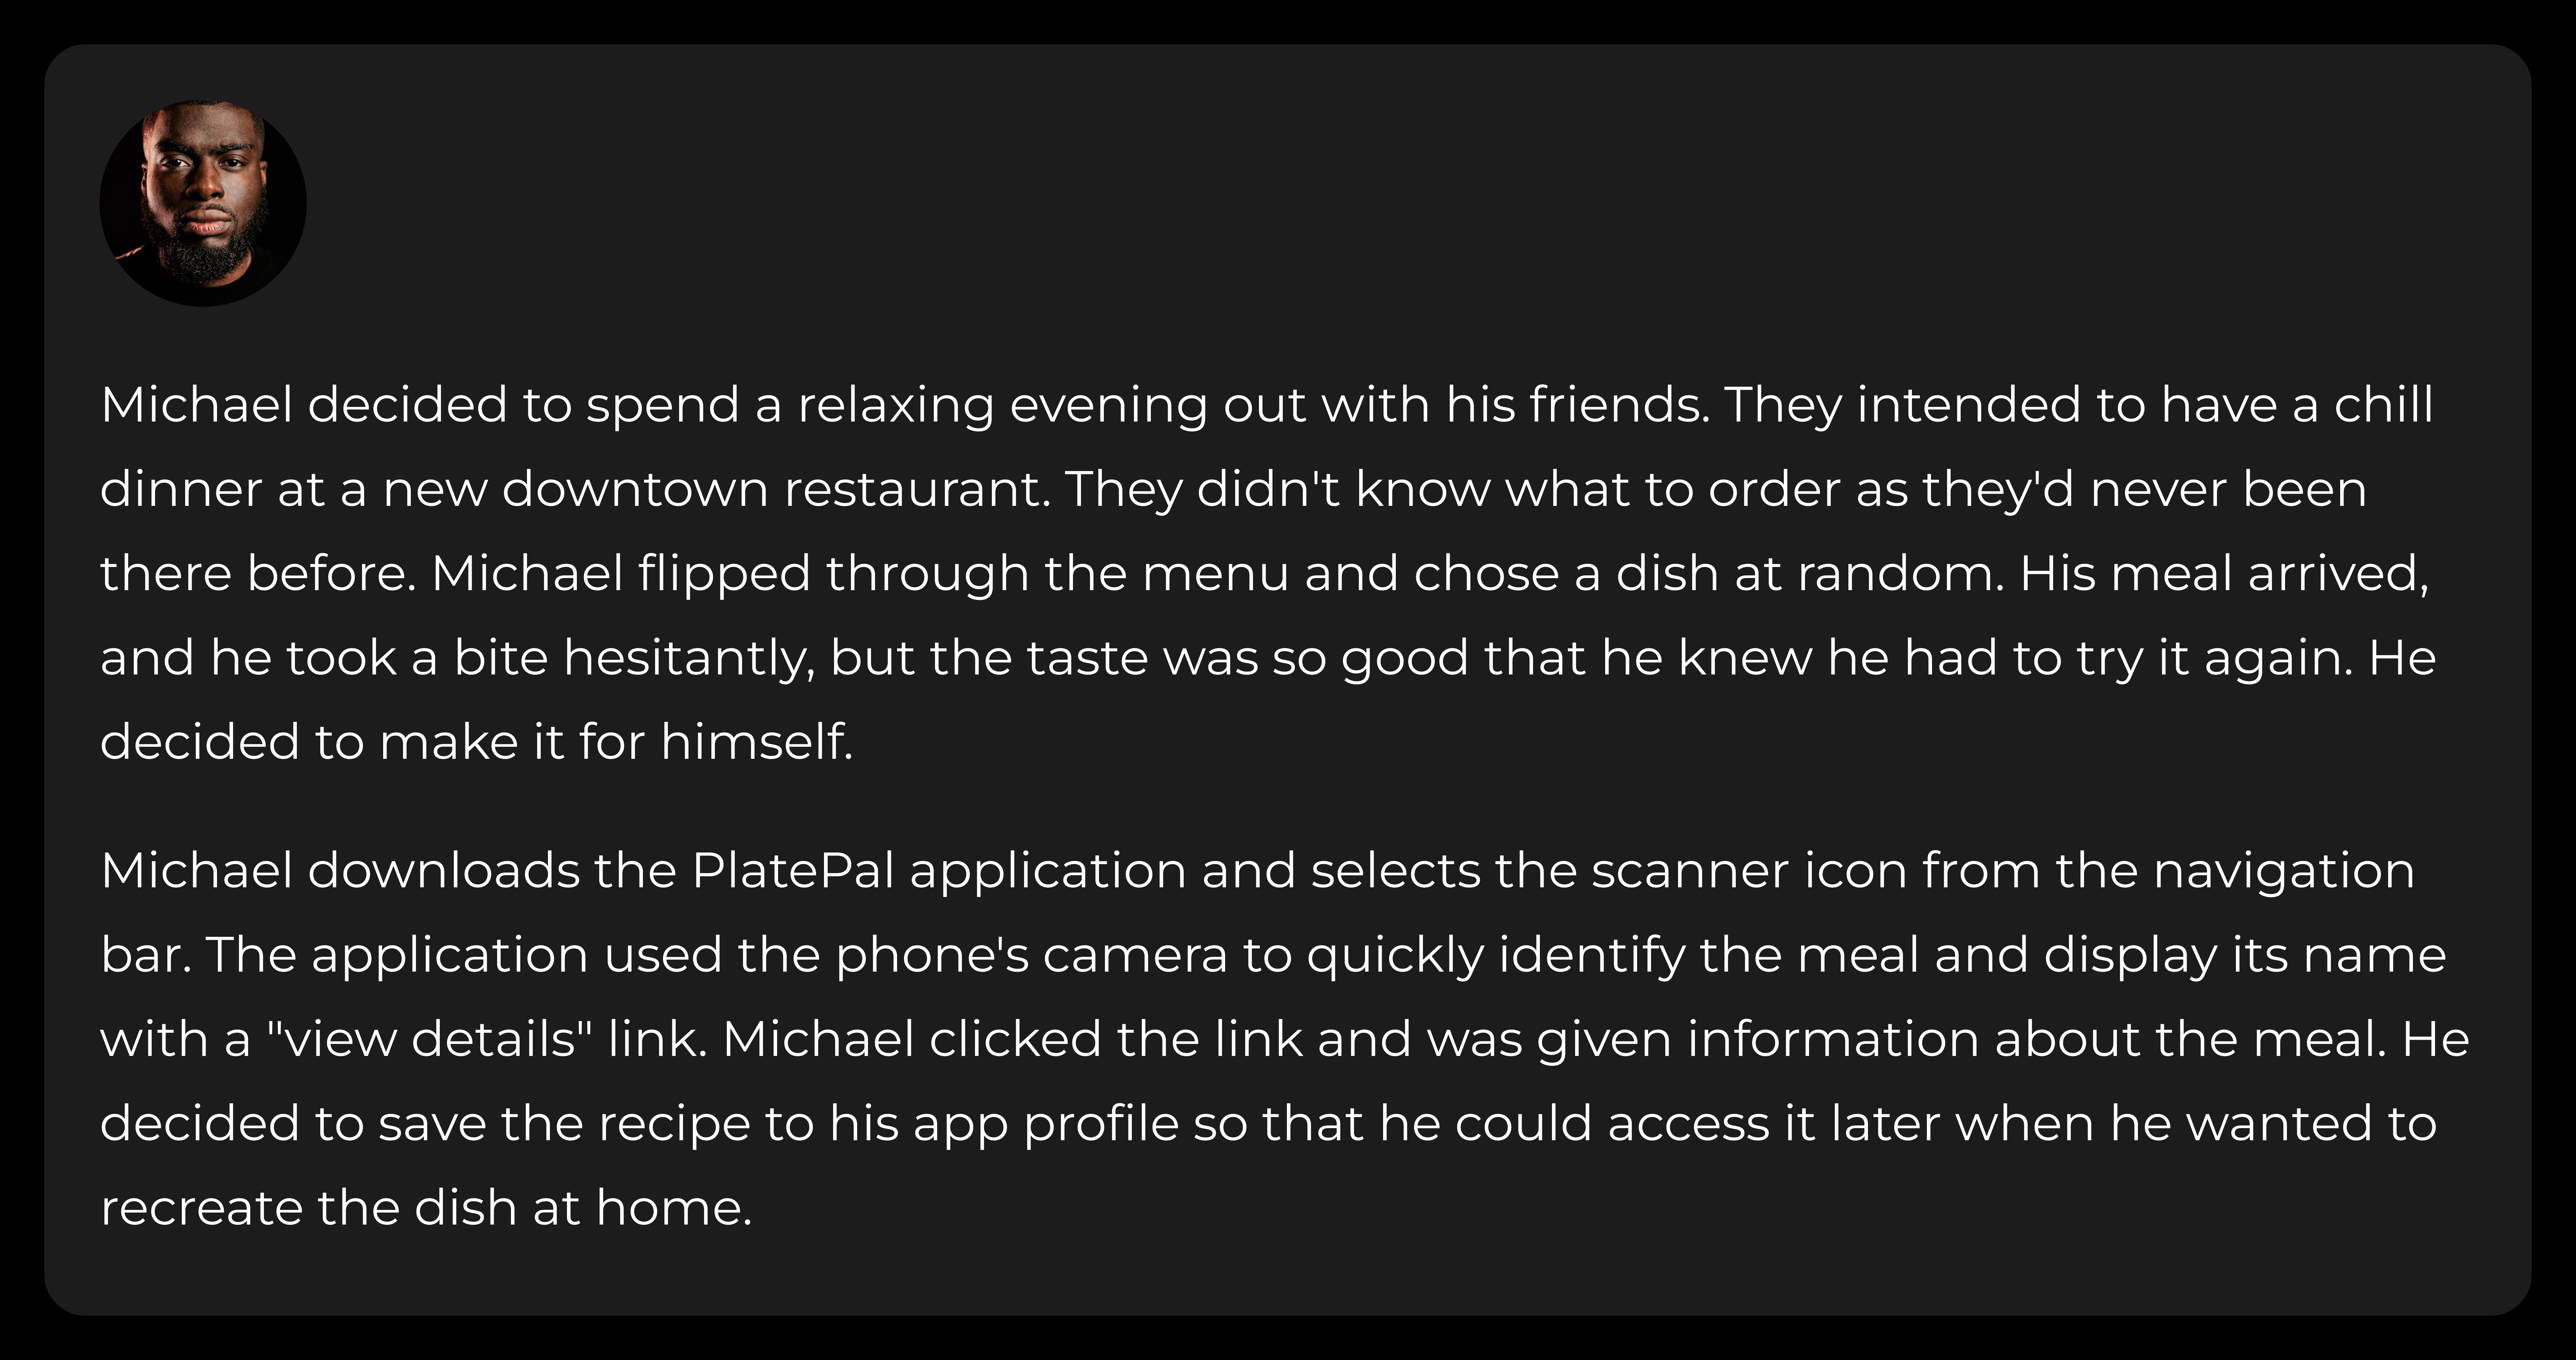 Michael decided to spend a relaxing evening out with his friends. They intended to have a chill
dinner at a new downtown restaurant. They didn't know what to order as they'd never been
there before. Michael flipped through the menu and chose a dish at random. His meal arrived,
and he took a bite hesitantly, but the taste was so good that he knew he had to try it again. He
decided to make it for himself.
Michael downloads the PlatePal application and selects the scanner icon from the navigation
bar. The application used the phone's camera to quickly identify the meal and display its name
with a "view details" link. Michael clicked the link and was given information about the meal. He
decided to save the recipe to his app profile so that he could access it later when he wanted to
recreate the dish at home.